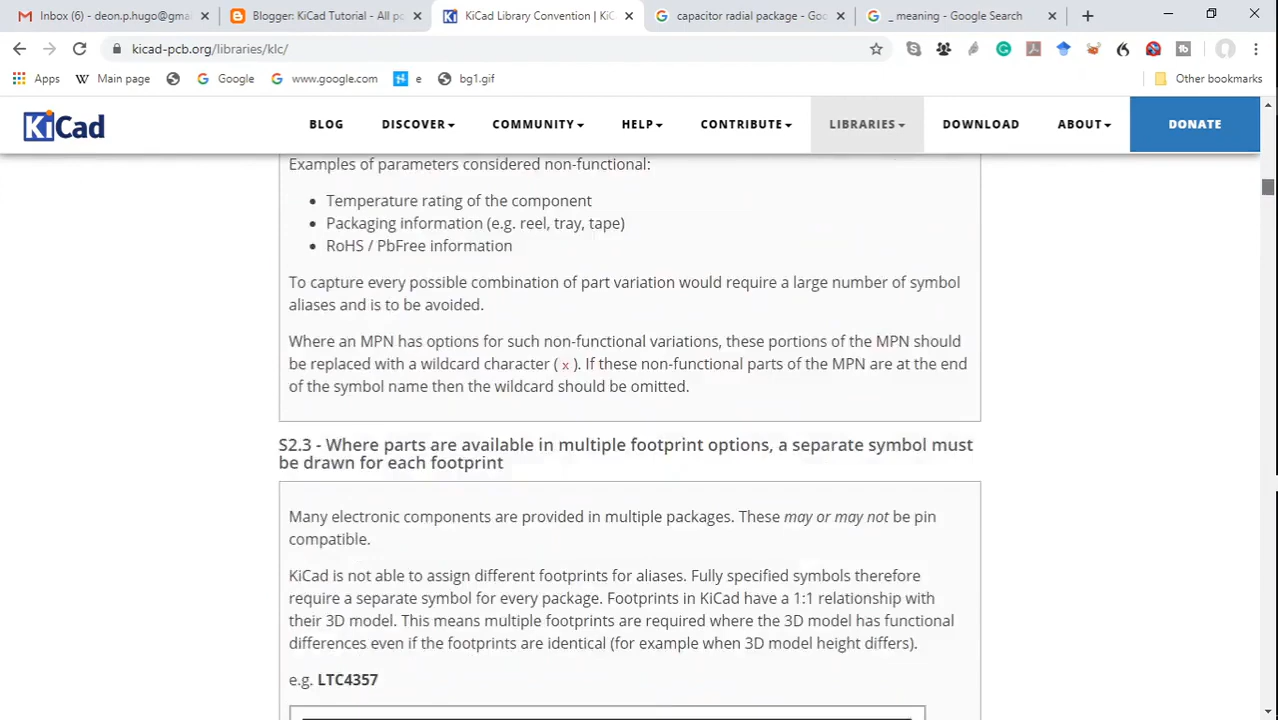 Inbox (6) - deon.p.hugo@gma
Blogger: KiCad Tutorial - All po
KiCad Library Convention | KiC
capacitor radial package - Goo
_ meaning - Google Search
kicad-pcb.org/libraries/klc/
Apps
Main page
Google
www.google.com
e
bg1.gif
Other bookmarks
KiCad
BLOG
DISCOVER
COMMUNITY
HELP
CONTRIBUTE
LIBRARIES
DOWNLOAD
ABOUT
DONATE
Examples of parameters considered non-functional:
Temperature rating of the component
Packaging information (e.g. reel, tray, tape)
RoHS / PbFree information
To capture every possible combination of part variation would require a large number of symbol
aliases and is to be avoided.
Where an MPN has options for such non-functional variations, these portions of the MPN should
be replaced with a wildcard character ( x ). If these non-functional parts of the MPN are at the end
of the symbol name then the wildcard should be omitted.
S2.3 - Where parts are available in multiple footprint options, a separate symbol must
be drawn for each footprint
Many electronic components are provided in multiple packages. These may or may not be pin
compatible.
KiCad is not able to assign different footprints for aliases. Fully specified symbols therefore
require a separate symbol for every package. Footprints in KiCad have a 1:1 relationship with
their 3D model. This means multiple footprints are required where the 3D model has functional
differences even if the footprints are identical (for example when 3D model height differs).
e.g. LTC4357